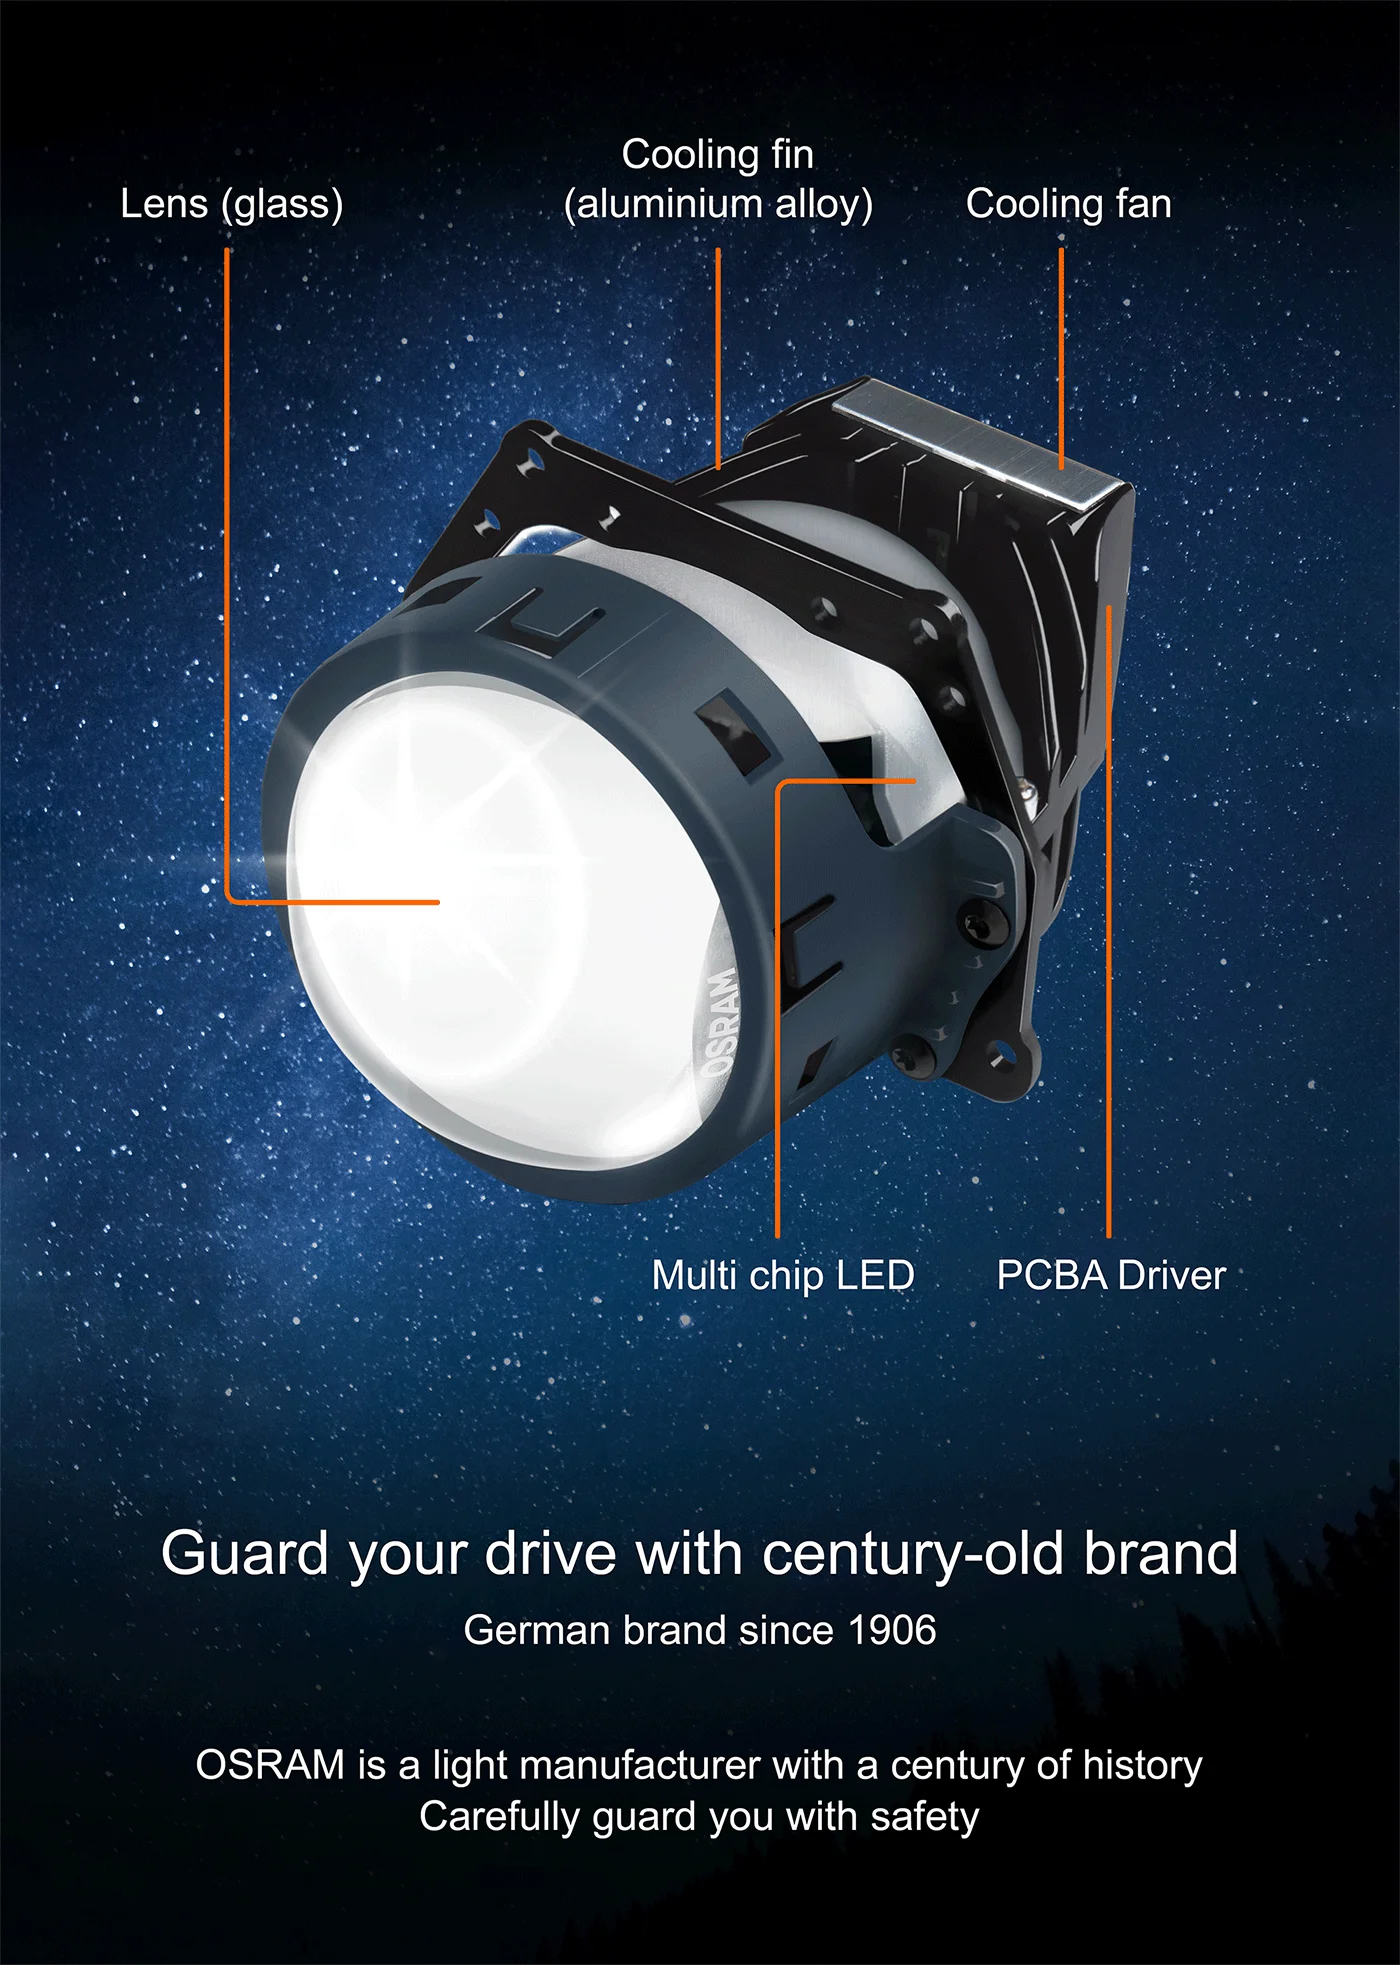 Cooling fin
Lens (glass)
(aluminium alloy)
Cooling fan
OSRAM
Multi chip LED
PCBA Driver
Guard your drive with century-old brand
German brand since 1906
OSRAM is a light manufacturer with a century of history
Carefully guard you with safety